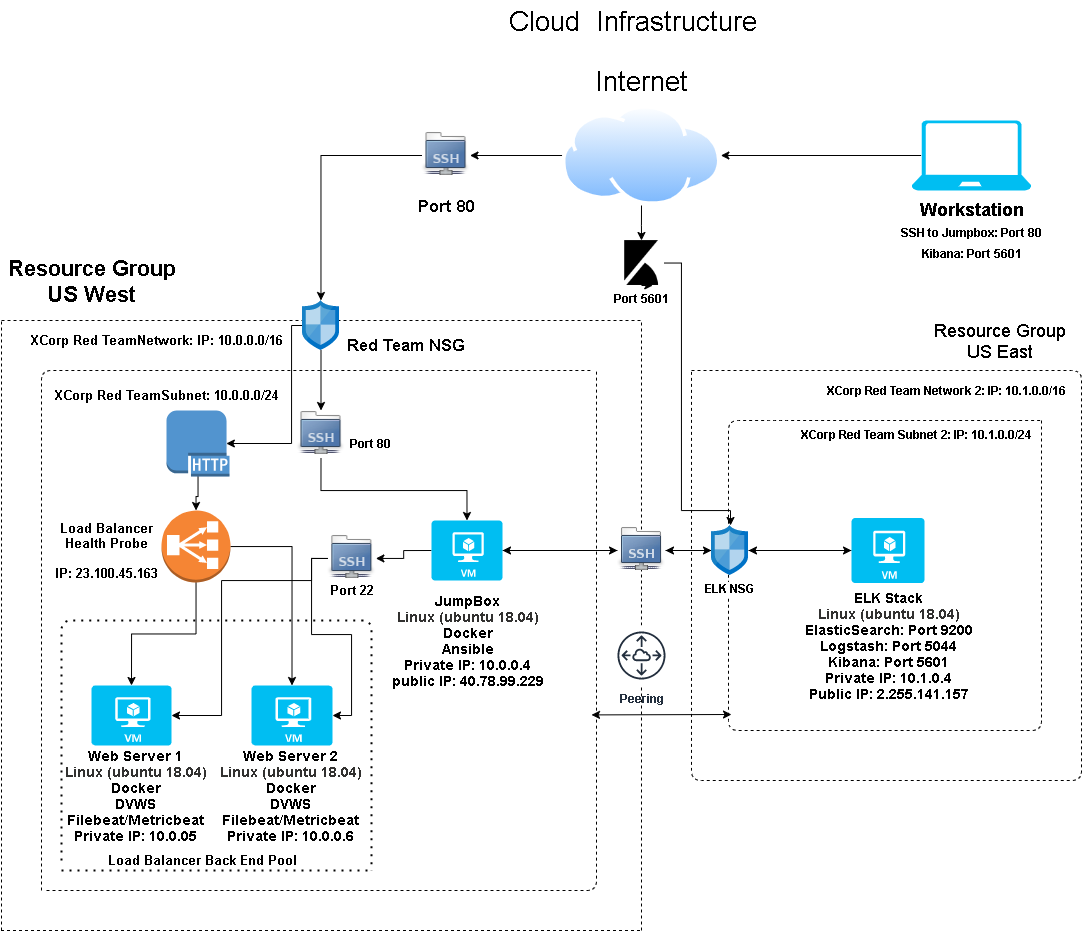 Cloud  Infrastructure
Internet
SSH
Port 80
Workstation
SSH to Jumpbox: Port 80
Kibana: Port 5601
Port 5601
Resource Group
US West
XCorp Red TeamNetwork: IP: 10.0.0.0/16
Red Team NSG
XCorp Red TeamSubnet: 10.0.0.0/24
HTTP
SSH
Port 80
Load Balancer
Health Probe
IP: 23.100.45.163
SSH
Port 22
VM
JumpBox
Linux (ubuntu 18.04)
Docker
Ansible
Private IP: 10.0.0.4
public IP: 40.78.99.229
VM
Web Server 1
Linux (ubuntu 18.04)
Docker
DVWS
Filebeat/Metricbeat
Private IP: 10.0.05
VM
Web Server 2
Linux (ubuntu 18.04)
Docker
DVWS
Filebeat/Metricbeat
Private IP: 10.0.0.6
Load Balancer Back End Pool
SSH
Peering
Resource Group
US East
XCorp Red Team Network 2: IP: 10.1.0.0/16
XCorp Red Team Subnet 2: IP: 10.1.0.0/24
ELK NSG
VM
ELK Stack
Linux (ubuntu 18.04)
ElasticSearch: Port 9200
Logstash: Port 5044
Kibana: Port 5601
Private IP: 10.1.0.4
Public IP: 2.255.141.157